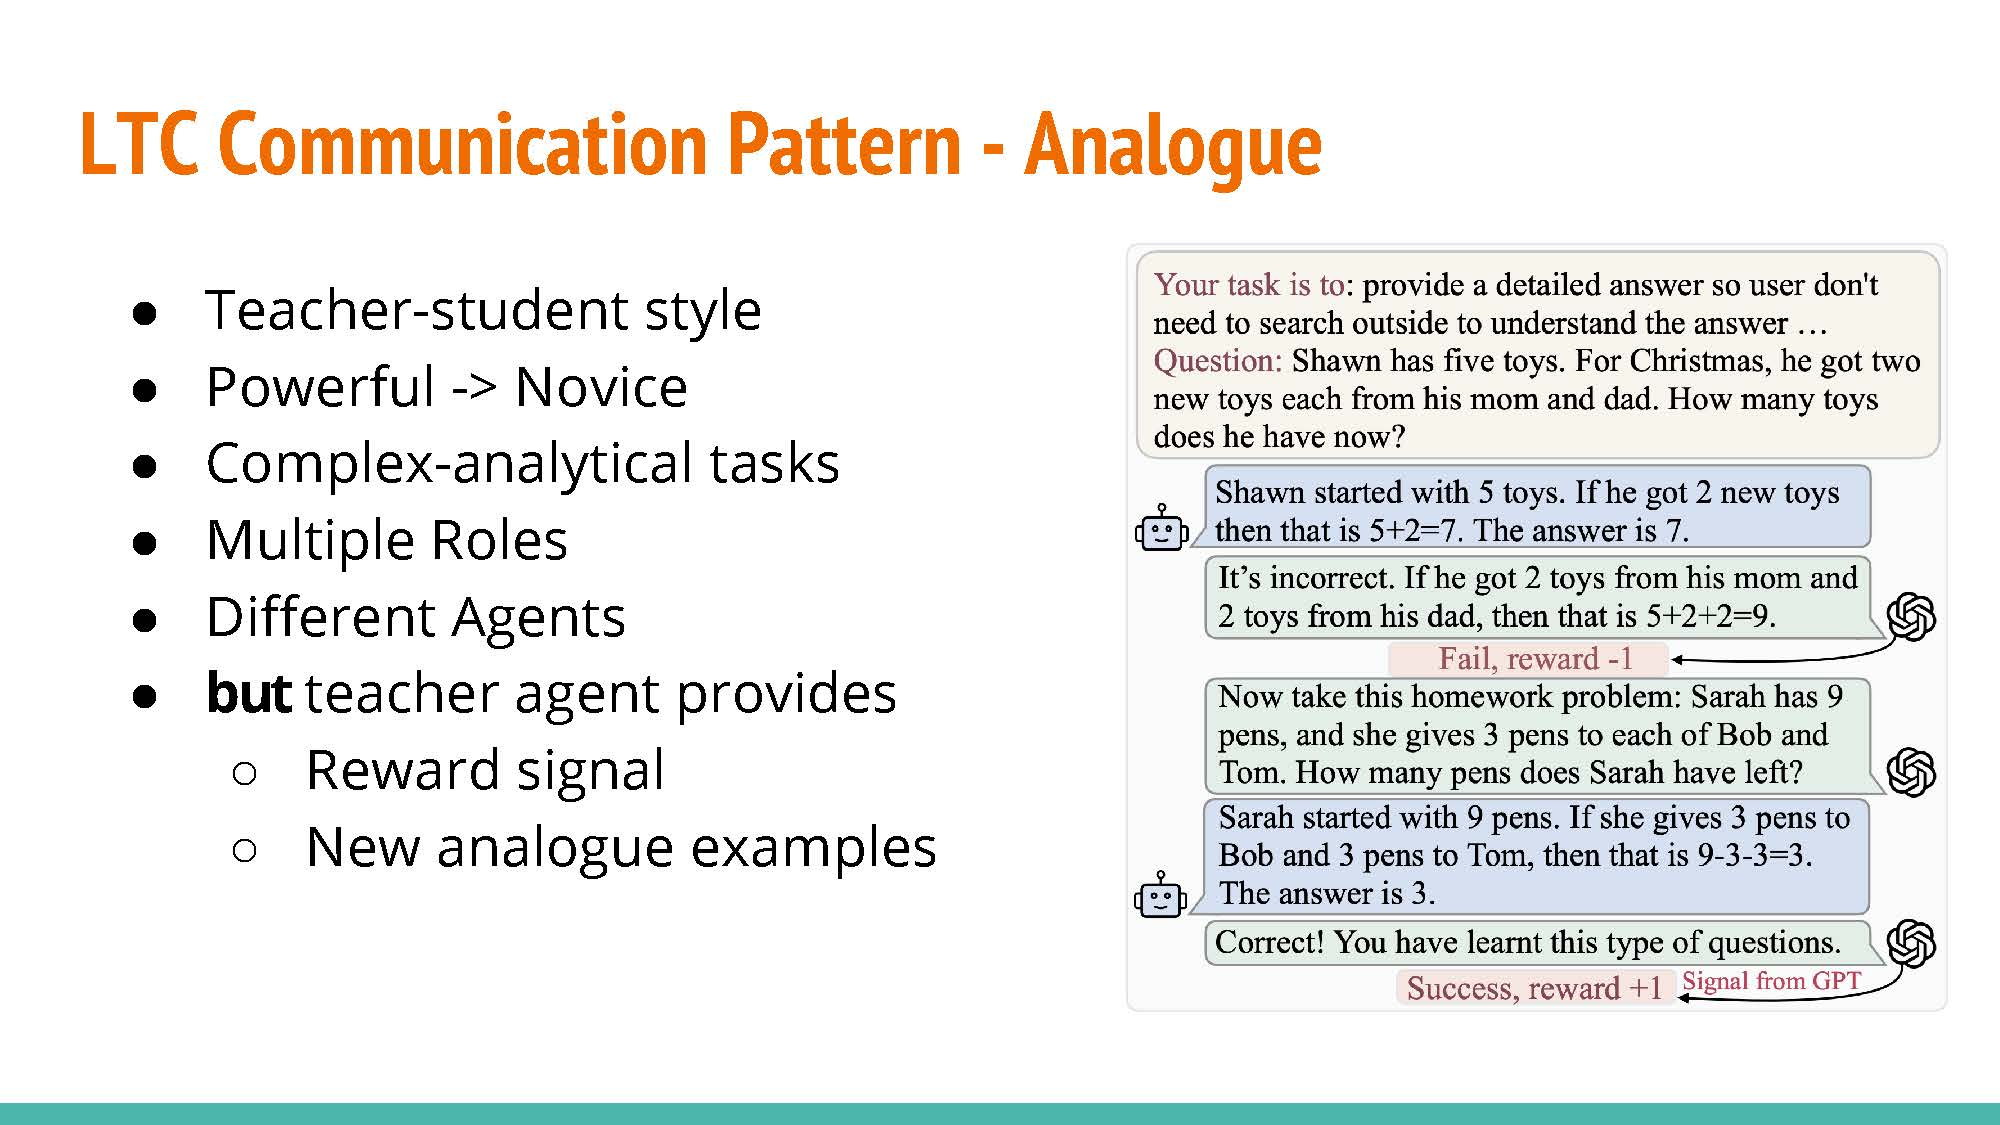 LTC Communication Pattern - Analogue
● Teacher-student style
● Powerful -> Novice
● Complex-analytical tasks
● Multiple Roles
● Different Agents
● but teacher agent provides
○ Reward signal
○ New analogue examples
Your task is to: provide a detailed answer so user don't
need to search outside to understand the answer …
Question: Shawn has five toys. For Christmas, he got two
new toys each from his mom and dad. How many toys
does he have now?
Shawn started with 5 toys. If he got 2 new toys
then that is 5+2=7. The answer is 7.
It’s incorrect. If he got 2 toys from his mom and
2 toys from his dad, then that is 5+2+2=9.
Fail, reward -1
Now take this homework problem: Sarah has 9
pens, and she gives 3 pens to each of Bob and
Tom. How many pens does Sarah have left?
Sarah started with 9 pens. If she gives 3 pens to
Bob and 3 pens to Tom, then that is 9-3-3=3.
The answer is 3.
Correct! You have learnt this type of questions.
Success, reward +1 Signal from GPT